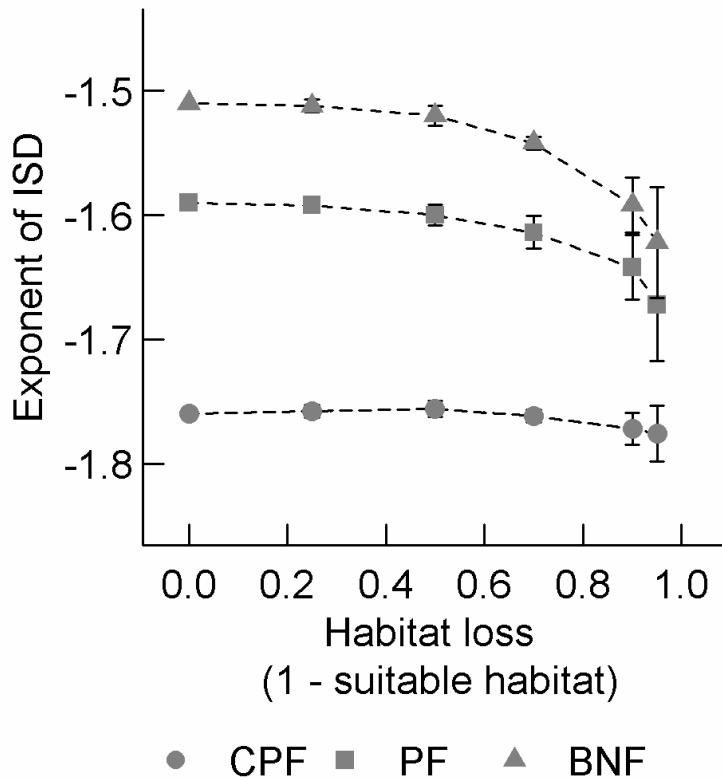 Exponent of ISD
-1.5
-1.6
-1.7
-1.8
0.0 0.2 0.4 0.6 0.8 1.0
Habitat loss
(1 - suitable habitat)
CPF PF BNF